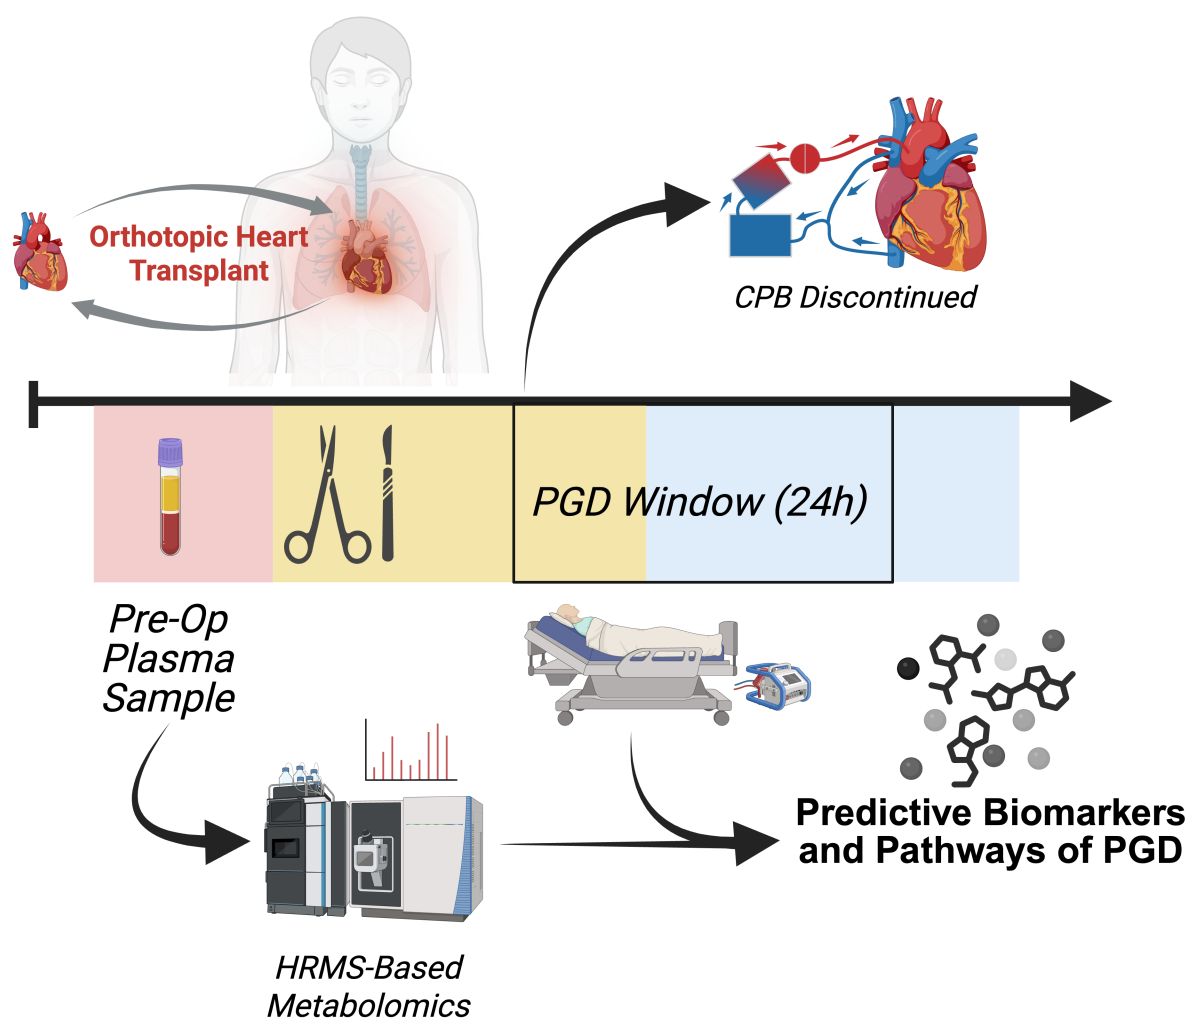 Orthotopic Heart
Transplant
CPB Discontinued
PGD Window (24h)
Pre-Op
Plasma
Sample
Predictive Biomarkers
and Pathways of PGD
HRMS-Based
Metabolomics